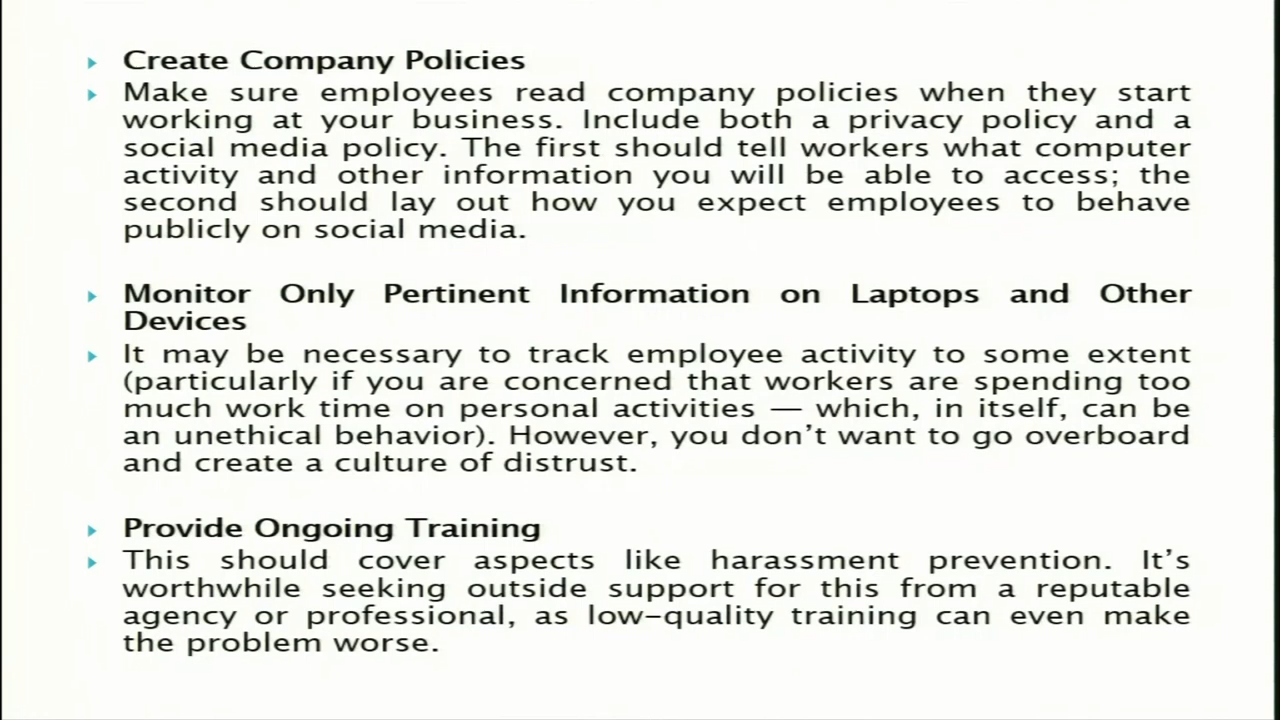 Create Company Policies
Make sure employees read company policies when they start
working at your business. Include both a privacy policy and a
social media policy. The first should tell workers what computer
activity and other information you will be able to access; the
second should lay out how you expect employees to behave
publicly on social media.
Monitor Only Pertinent Information on Laptops and Other
Devices
It may be necessary to track employee activity to some extent
(particularly if you are concerned that workers are spending too
much work time on personal activities — which, in itself, can be
an unethical behavior). However, you don’t want to go overboard
and create a culture of distrust.
Provide Ongoing Training
This should cover aspects like harassment prevention. It’s
worthwhile seeking outside support for this from a reputable
agency or professional, as low-quality training can even make
the problem worse.